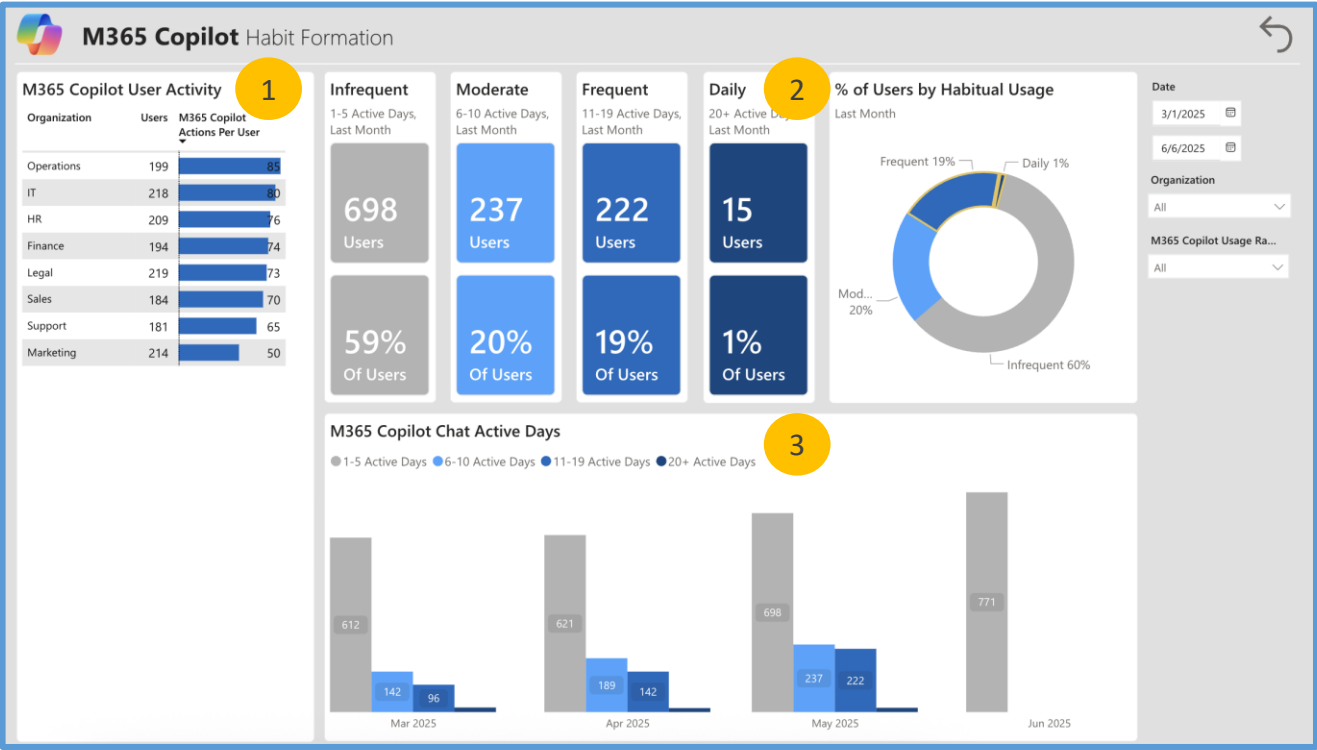 M365 Copilot Habit Formation
M365 Copilot User Activity
1
Organization Users M365 Copilot
Actions Per User
Operations 199 85
IT 218 80
HR 209 76
Finance 194 74
Legal 219 73
Sales 184 70
Support 181 65
Marketing 214 50
Infrequent
1-5 Active Days,
Last Month
698
Users
59%
Of Users
Moderate
6-10 Active Days,
Last Month
237
Users
20%
Of Users
Frequent
11-19 Active Days,
Last Month
222
Users
19%
Of Users
Daily
2
20+ Active
Last Month
15
Users
1%
Of Users
% of Users by Habitual Usage
Last Month
Frequent 19%
Daily 1%
Mod...
20%
Infrequent 60%
Date
3/1/2025
6/6/2025
Organization
All
M365 Copilot Usage Ra...
All
M365 Copilot Chat Active Days
3
1-5 Active Days 6-10 Active Days 11-19 Active Days 20+ Active Days
612
142
96
621
189
142
698
237
222
771
Mar 2025
Apr 2025
May 2025
Jun 2025